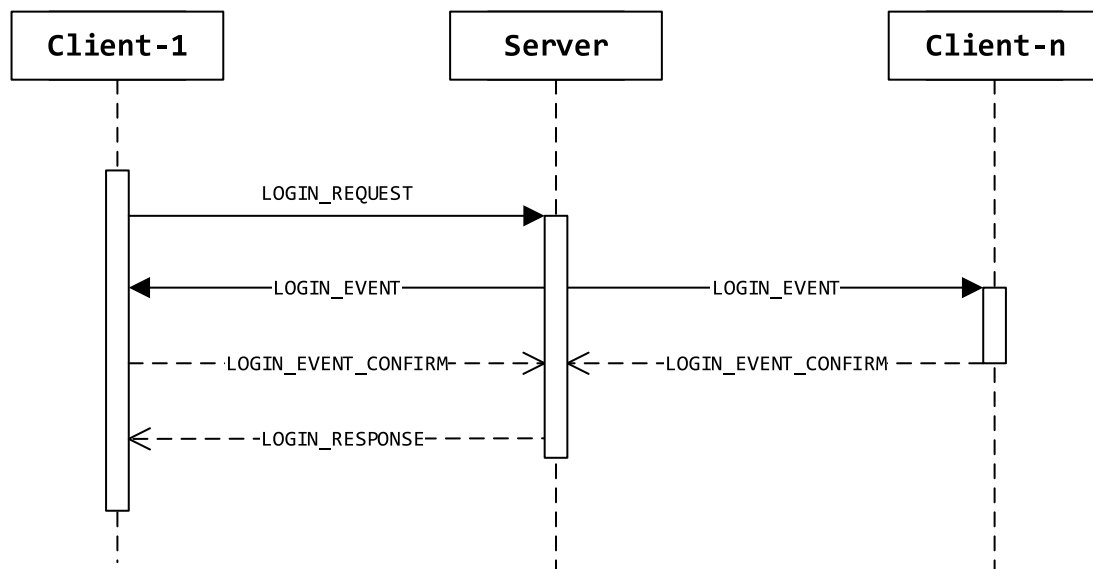 Client-1
Server
Client-n
LOGIN_REQUEST
LOGIN_EVENT
LOGIN_EVENT
LOGIN_EVENT_CONFIRM
LOGIN_EVENT_CONFIRM
LOGIN_RESPONSE